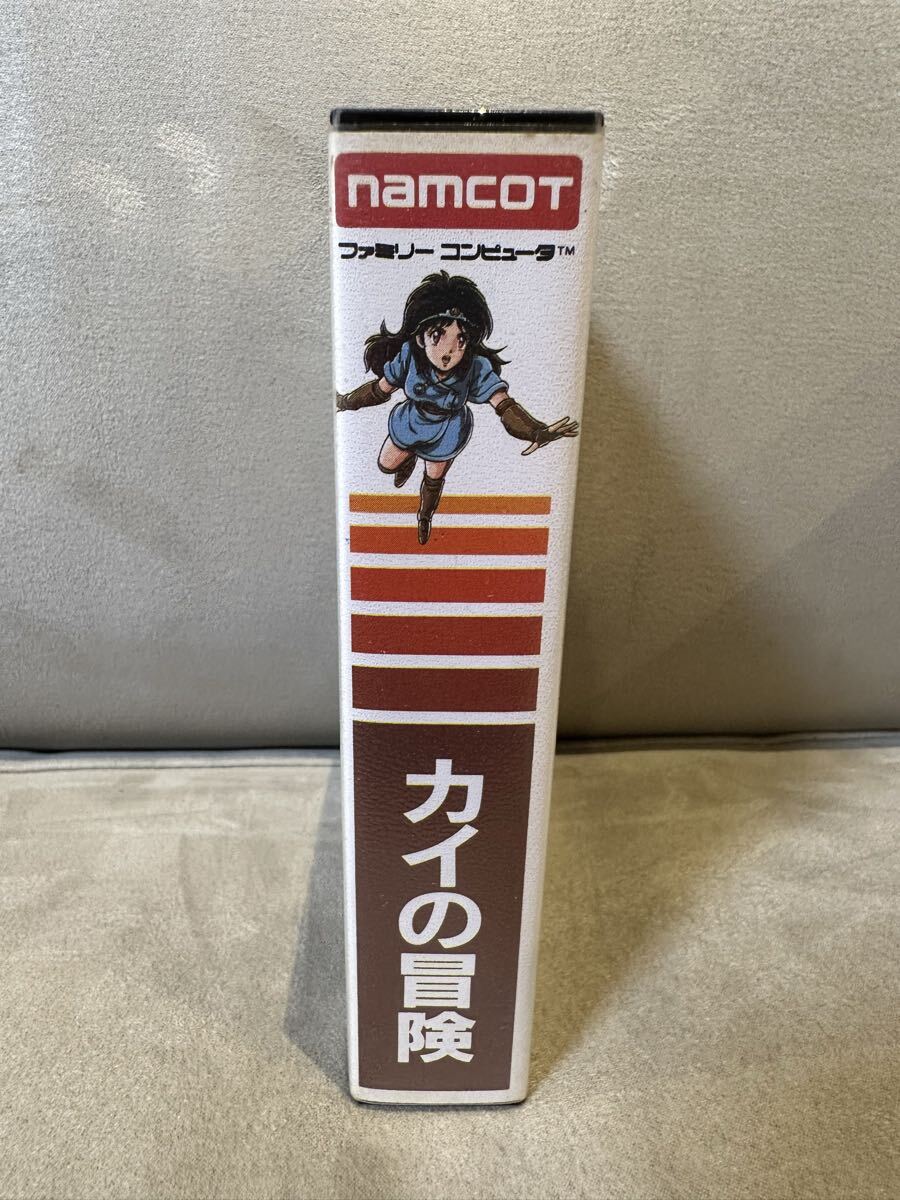 namcot
ファミリー コンピュータ™
カイの冒険